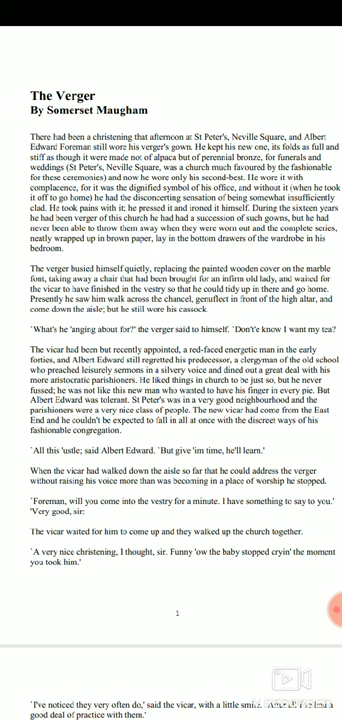 The Verger
By Somerset Maugham
There had been a christening that afternoon at St Peter's, Neville Square, and Albert
Edward Foreman still wore his verger's gown. He kept his new one, its folds as full and
stiff as though it were made not of alpaca but of perennial bronze, for funerals and
weddings (St Peter's, Neville Square, was a church much favoured by the fashionable
for these ceremonies) and now he wore only his second-best. He wore it with
complacence, for it was the dignified symbol of his office, and without it (when he took
it off to go home) he had the disconcerting sensation of being somewhat insufficiently
clad. He took pains with it; he pressed it and ironed it himself. During the sixteen years
he had been verger of this church he had had a succession of such gowns, but he had
never been able to throw them away when they were worn out and the complete series,
neatly wrapped up in brown paper, lay in the bottom drawers of the wardrobe in his
bedroom.
The verger busied himself quietly, replacing the painted wooden cover on the marble
font, taking away a chair that had been brought for an infirm old lady, and waited for
the vicar to have finished in the vestry so that he could tidy up in there and go home.
Presently he saw him walk across the chancel, genuflect in front of the high altar, and
come down the aisle; but he still wore his cassock.
`What's he 'anging about for?' the verger said to himself. `Don't'e know I want my tea?
The vicar had been but recently appointed, a red-faced energetic man in the early
forties, and Albert Edward still regretted his predecessor, a clergyman of the old school
who preached leisurely sermons in a silvery voice and dined out a great deal with his
more aristocratic parishioners. He liked things in church to be just so, but he never
fussed; he was not like this new man who wanted to have his finger in every pie. But
Albert Edward was tolerant. St Peter's was in a very good neighbourhood and the
parishioners were a very nice class of people. The new vicar had come from the East
End and he couldn't be expected to fall in all at once with the discreet ways of his
fashionable congregation.
`All this 'ustle; said Albert Edward. `But give 'im time, he'll learn.'
When the vicar had walked down the aisle so far that he could address the verger
without raising his voice more than was becoming in a place of worship he stopped.
`Foreman, will you come into the vestry for a minute. I have something to say to you.'
'Very good, sir:
The vicar waited for him to come up and they walked up the church together.
`A very nice christening, I thought, sir. Funny 'ow the baby stopped cryin' the moment
you took him.'
1
`I've noticed they very often do,' said the vicar, with a little smile. `After all I've had a
good deal of practice with them.'